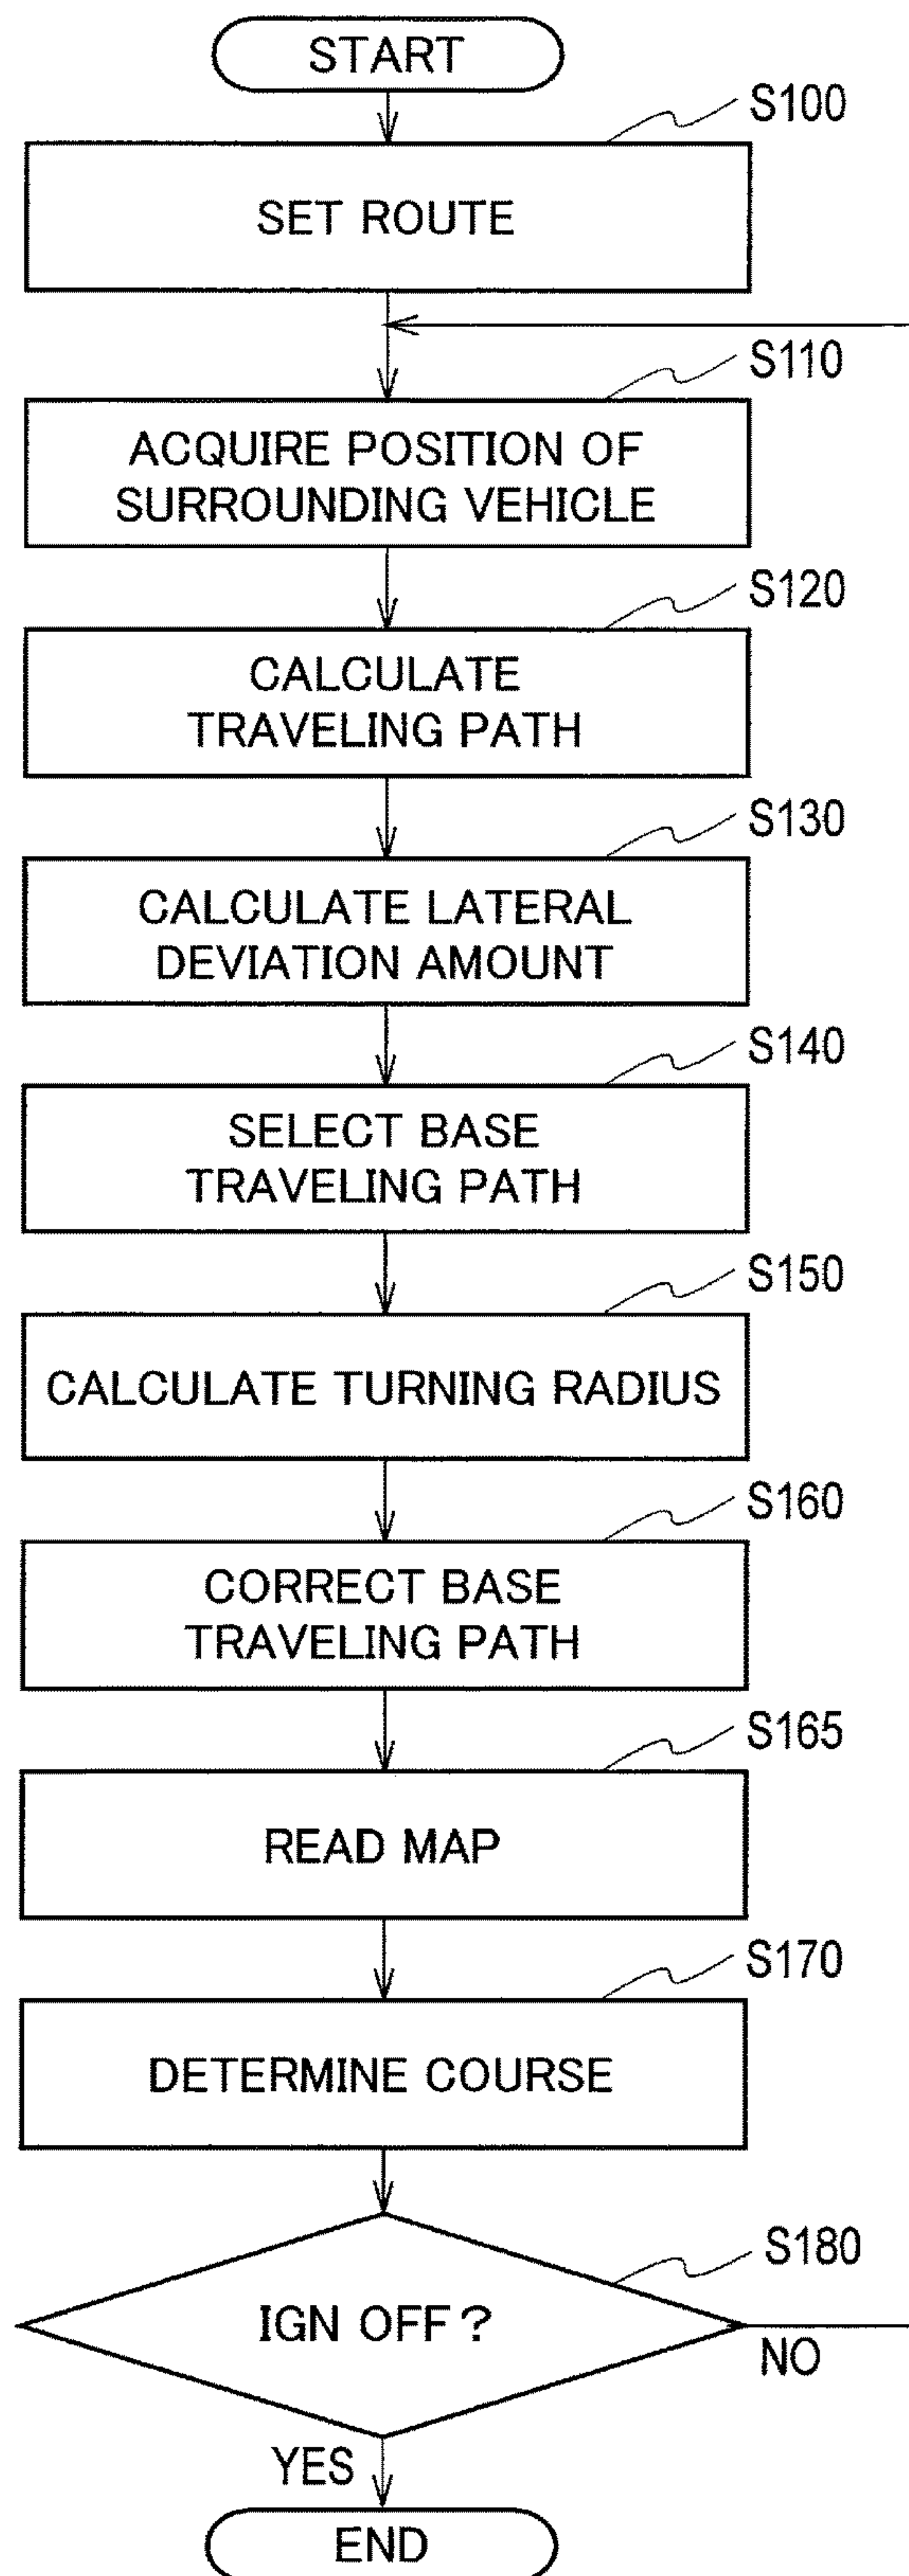 START
S100
SET ROUTE
S110
ACQUIRE POSITION OF
SURROUNDING VEHICLE
S120
CALCULATE
TRAVELING PATH
S130
CALCULATE LATERAL
DEVIATION AMOUNT
S140
SELECT BASE
TRAVELING PATH
S150
CALCULATE TURNING RADIUS
S160
CORRECT BASE
TRAVELING PATH
S165
READ MAP
S170
DETERMINE COURSE
S180
IGN OFF?
NO
YES
END